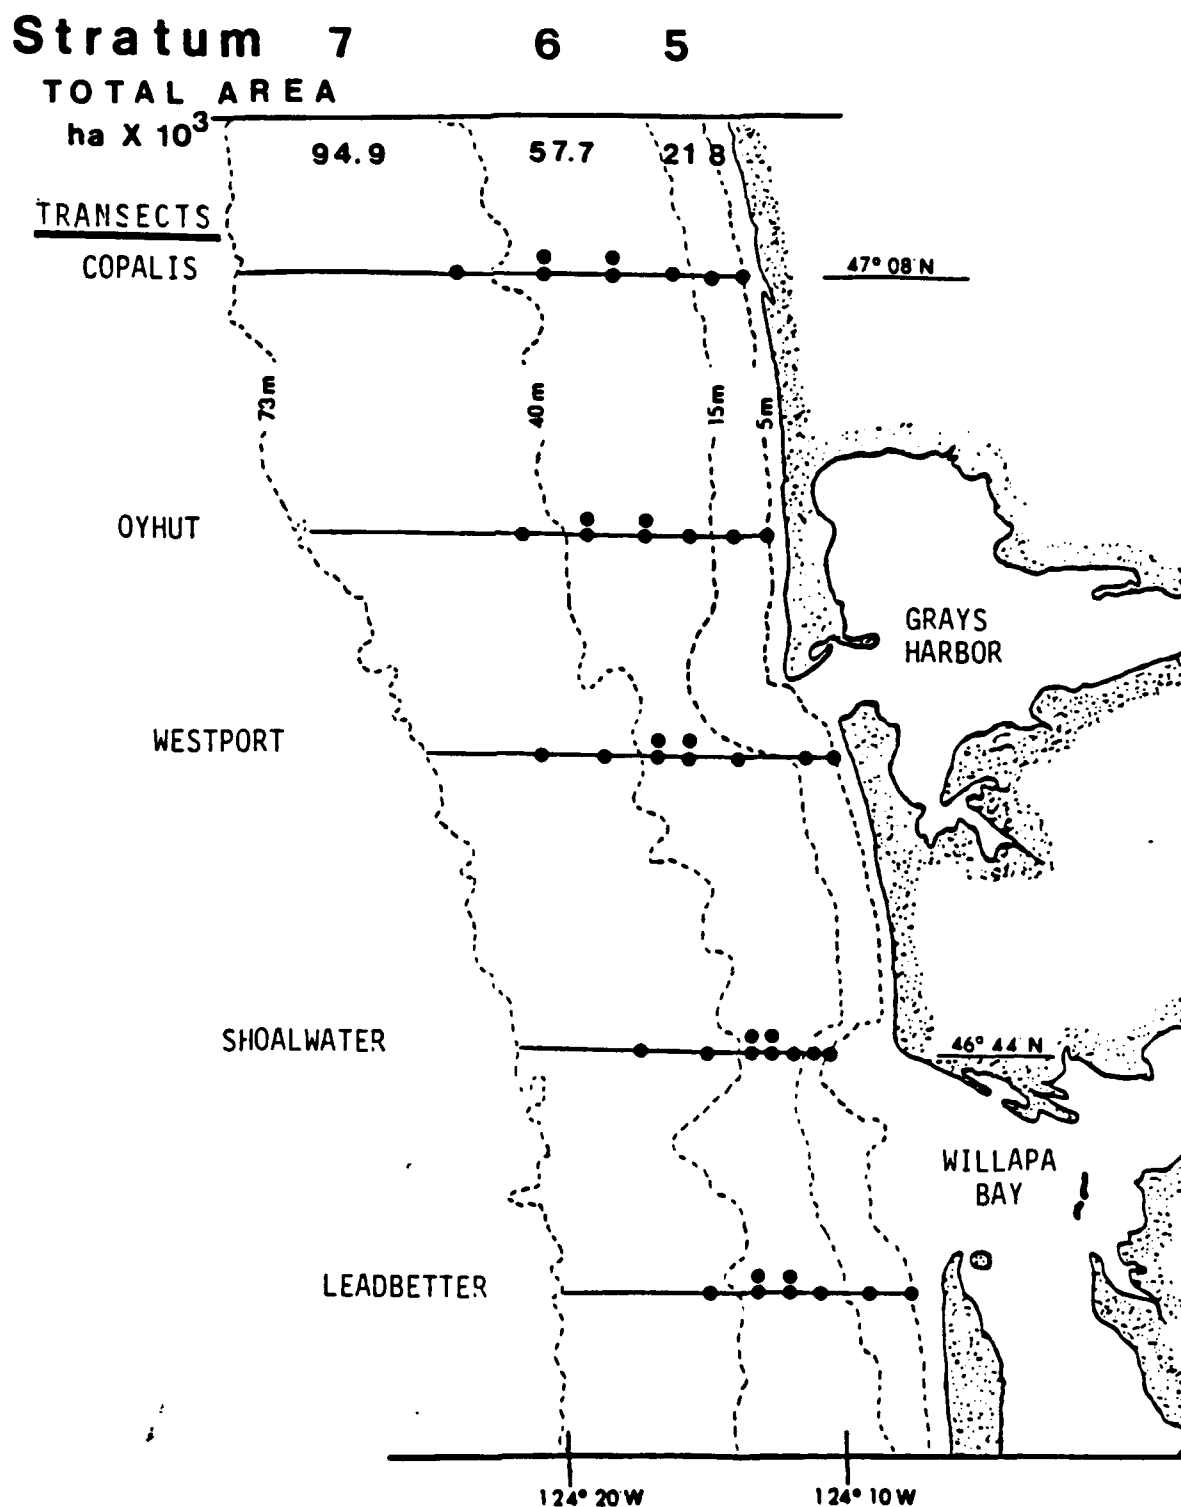 Stratum 7 6 5
TOTAL AREA
ha X 10³
94.9 57.7 21 8
TRANSECTS
COPALIS
47° 08' N
73m
40m
15m
5m
OYHUT
GRAYS
HARBOR
WESTPORT
SHOALWATER
46° 44' N
WILLAPA
BAY
LEADBETTER
124° 20' W
124° 10' W